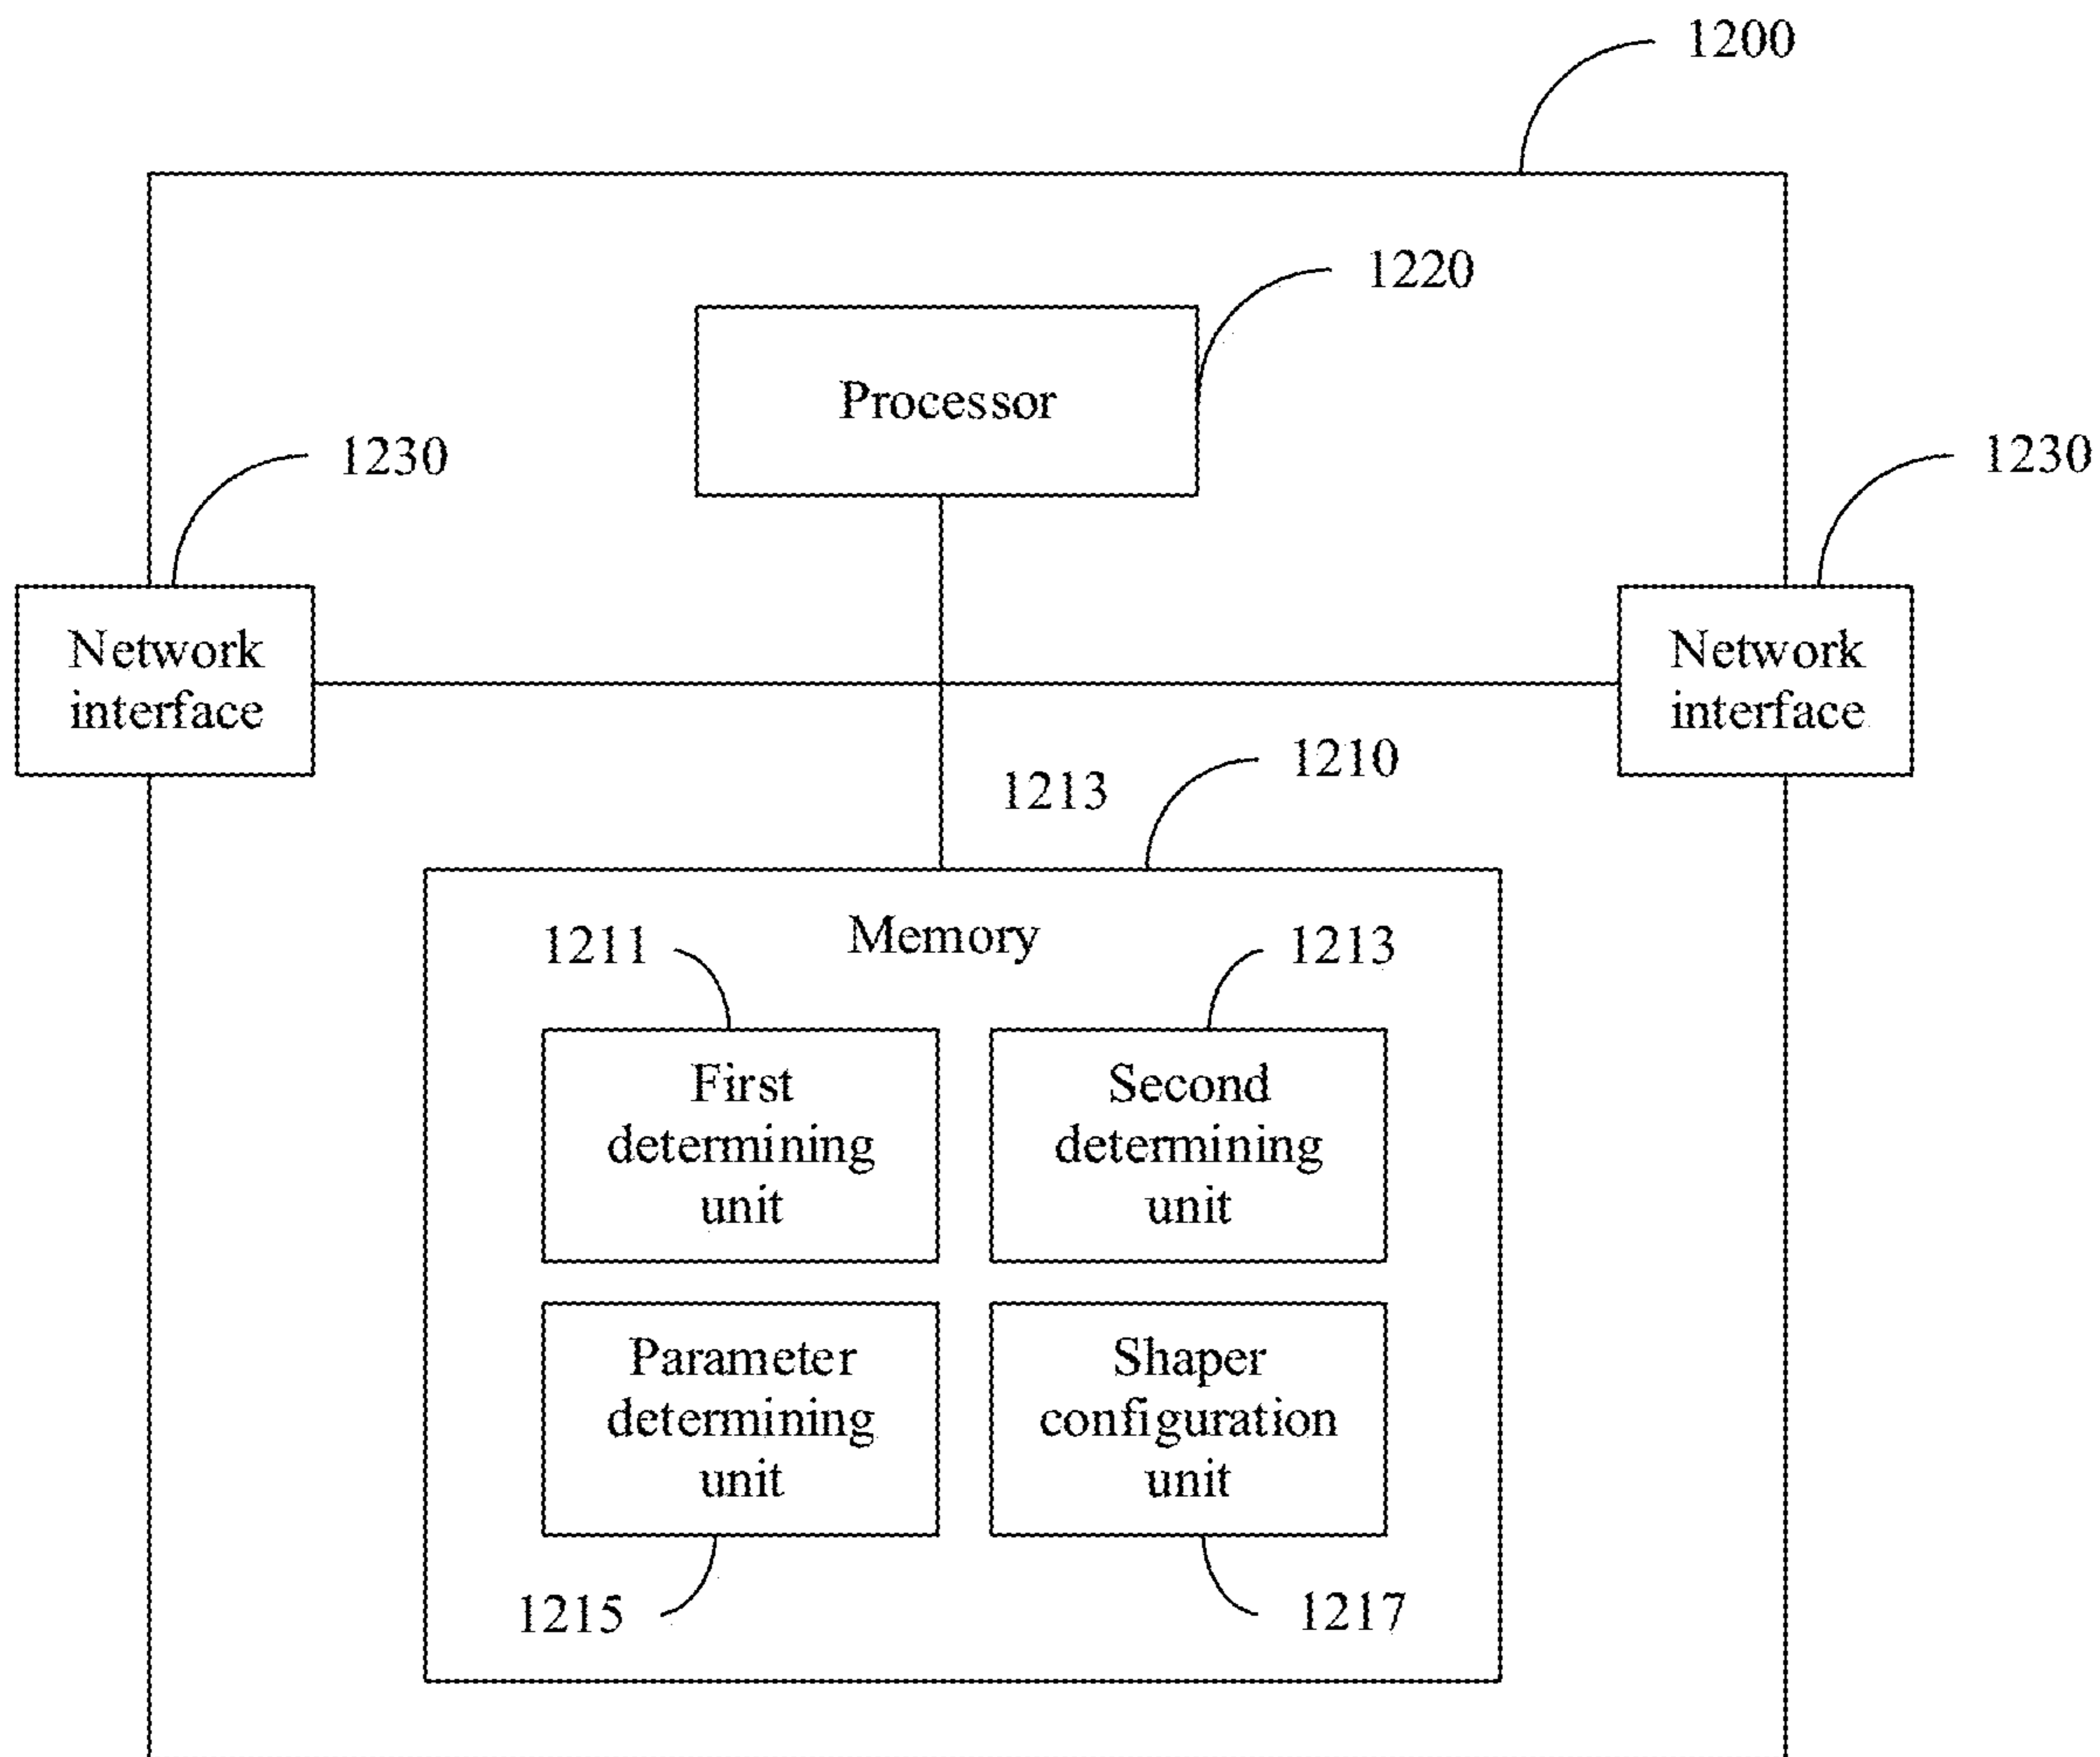 1200
1220
Processor
1230
1230
Network
interface
Network
interface
1213
1210
Memory
1211
1213
First
determining
unit
Second
determining
unit
Parameter
determining
unit
Shaper
configuration
unit
1215
1217